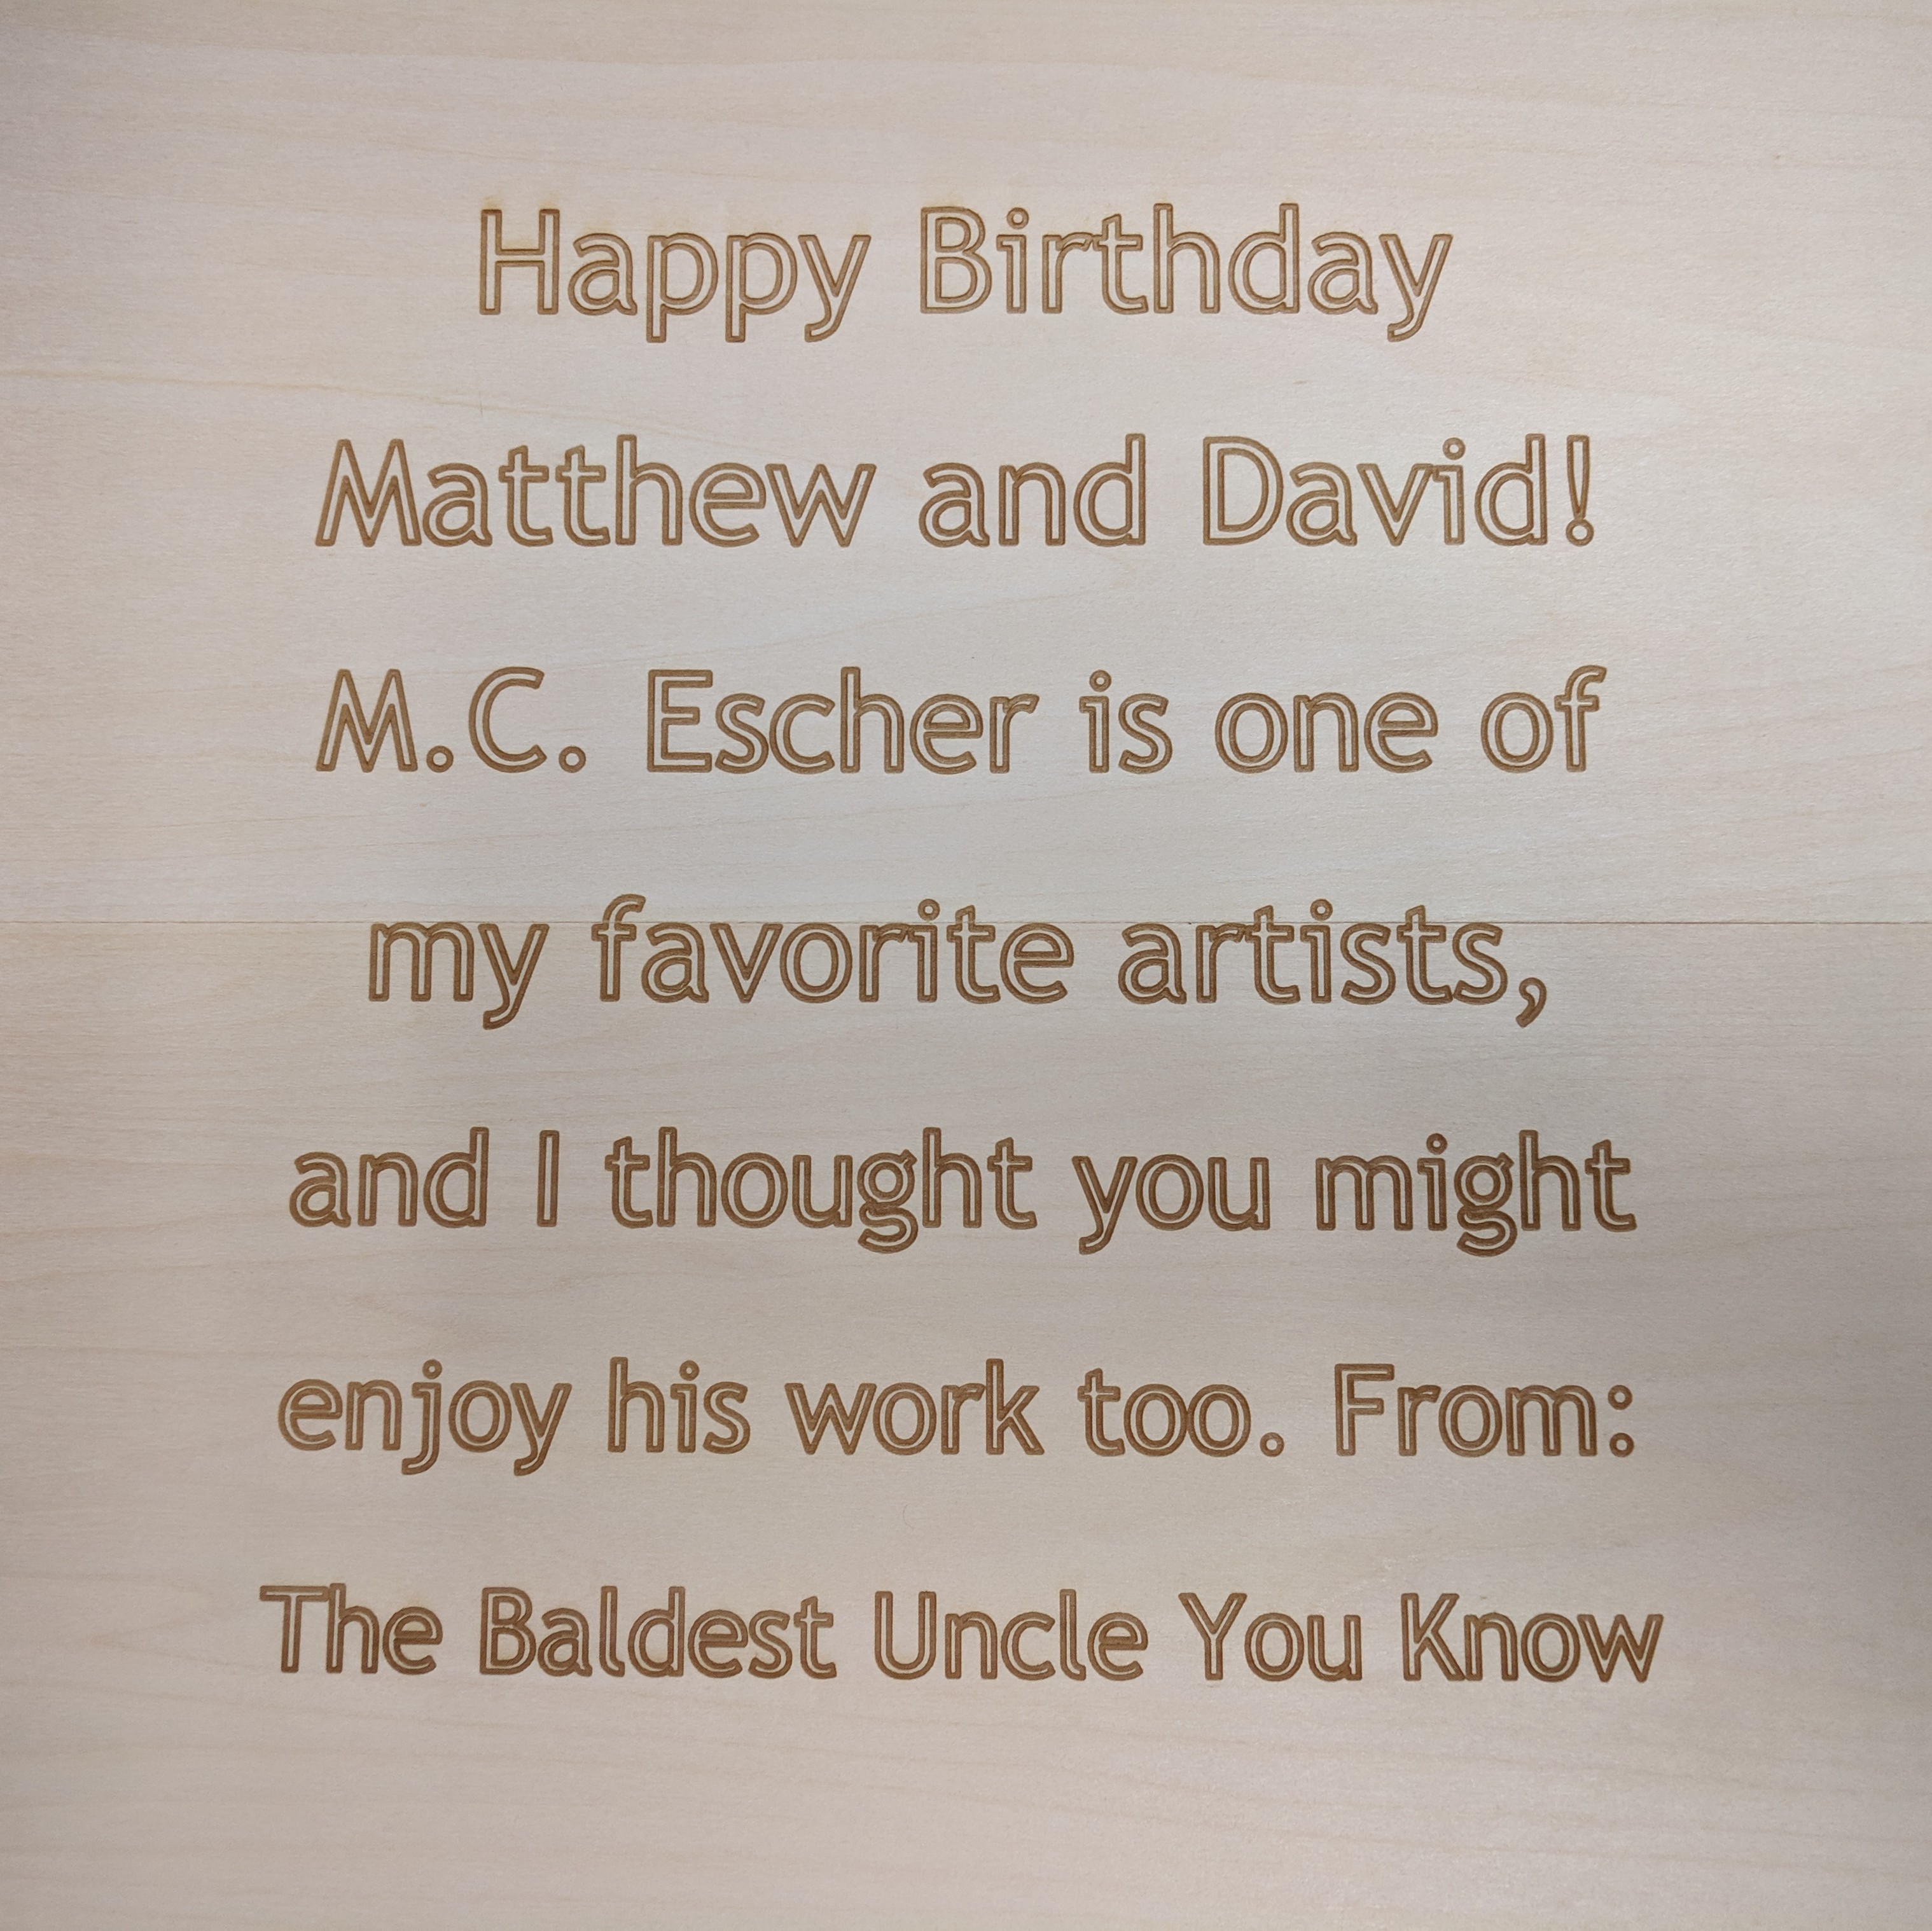 Happy Birthday
Matthew and David!
M.C. Escher is one of
my favorite artists,
and I thought you might
enjoy his work too. From:
The Baldest Uncle You Know